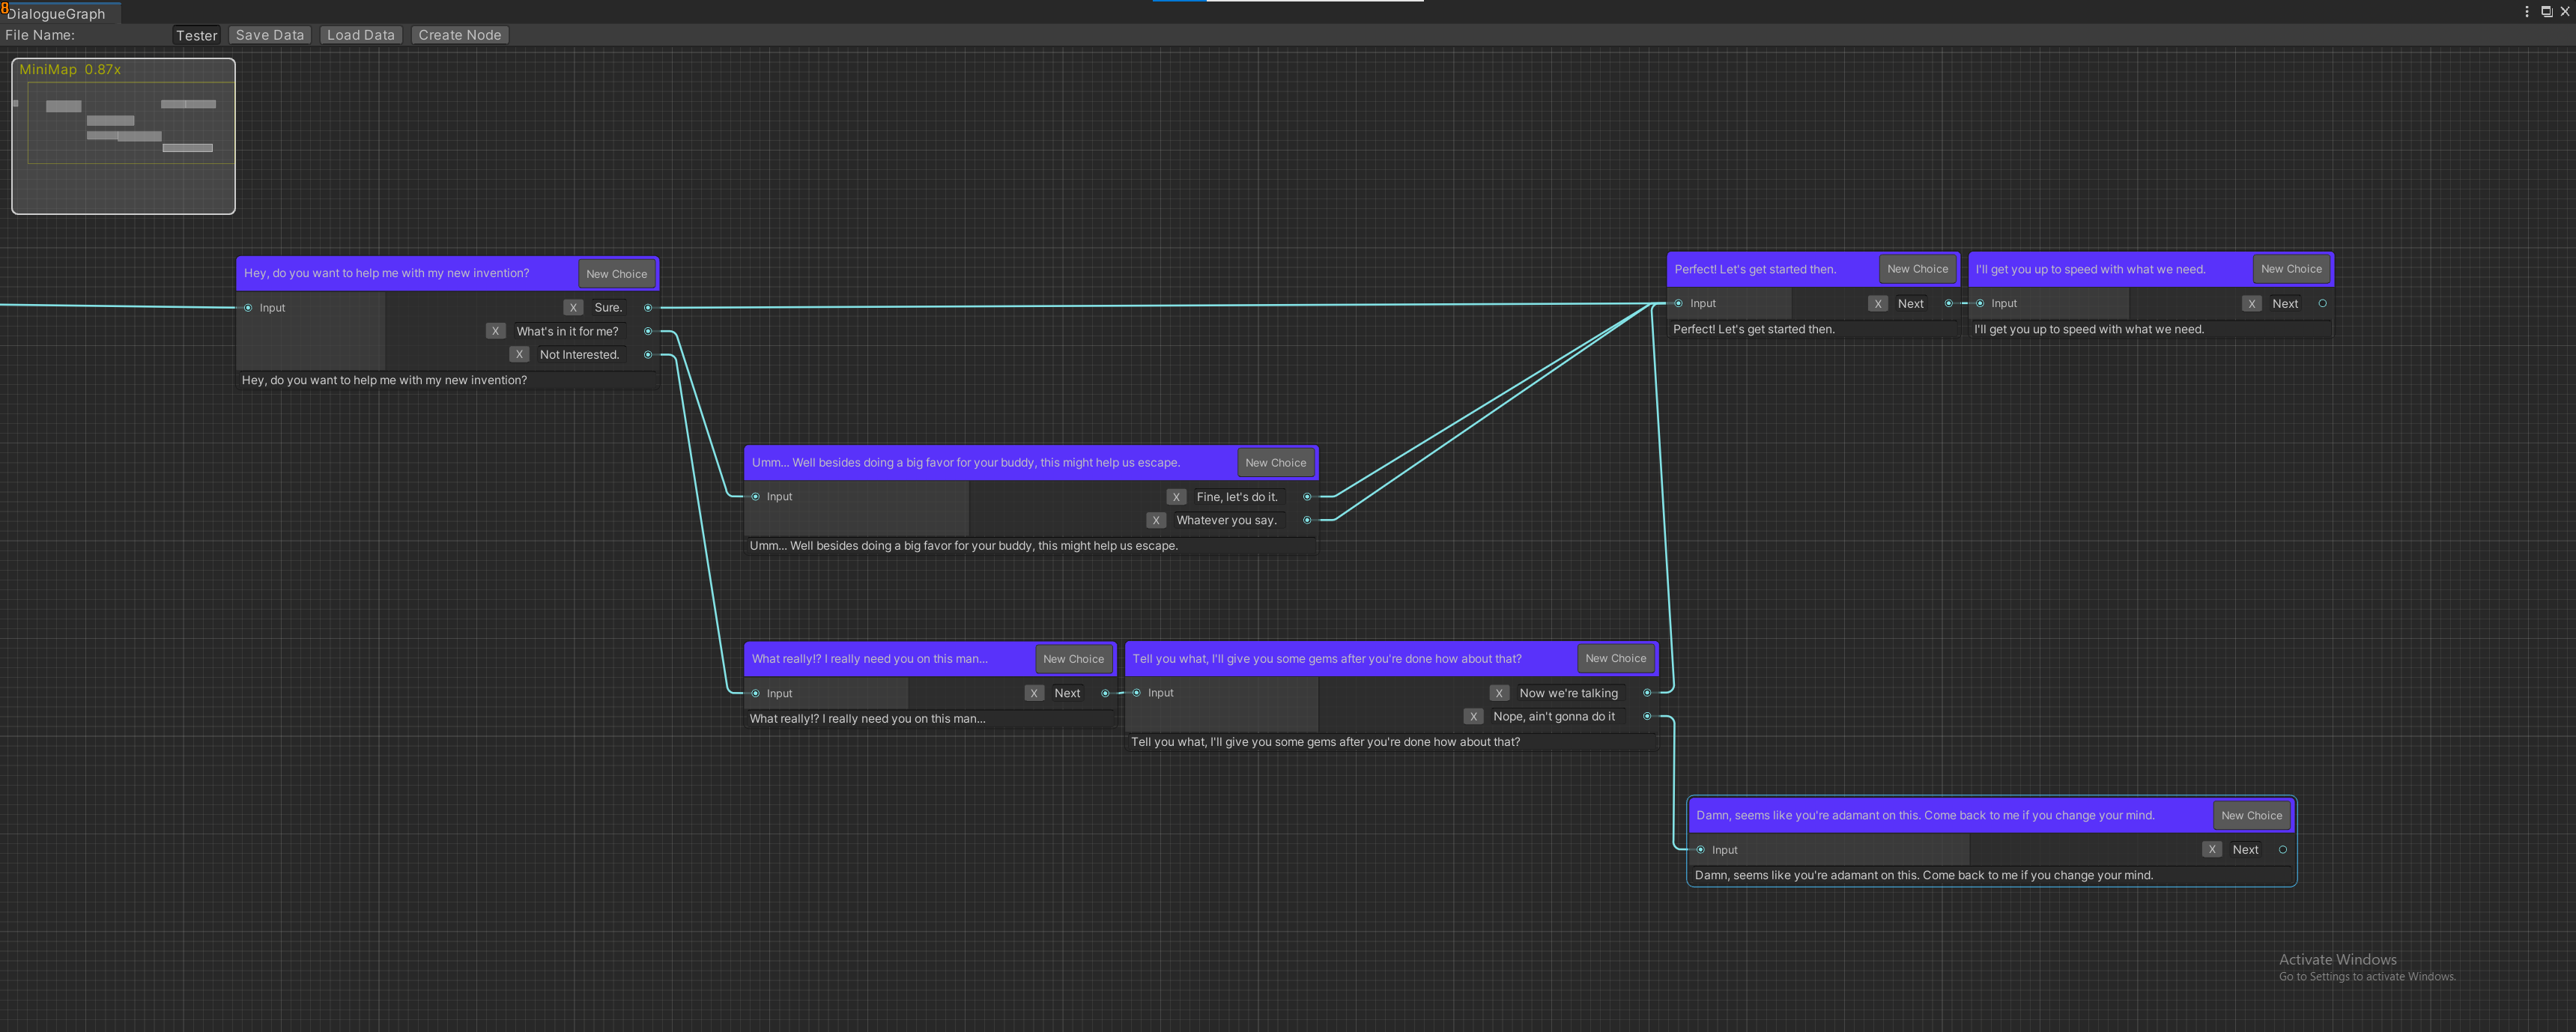 8
DialogueGraph
File Name: Tester Save Data Load Data Create Node
MiniMap 0.87x
Hey, do you want to help me with my new invention? New Choice
Input X Sure.
X What's in it for me?
X Not Interested.
Hey, do you want to help me with my new invention?
Perfect! Let's get started then. New Choice
Input X Next
Perfect! Let's get started then.
I'll get you up to speed with what we need. New Choice
Input X Next
I'll get you up to speed with what we need.
Umm... Well besides doing a big favor for your buddy, this might help us escape. New Choice
Input X Fine, let's do it.
X Whatever you say.
Umm... Well besides doing a big favor for your buddy, this might help us escape.
What really!? I really need you on this man... New Choice
Input X Next
What really!? I really need you on this man...
Tell you what, I'll give you some gems after you're done how about that? New Choice
Input X Now we're talking
X Nope, ain't gonna do it
Tell you what, I'll give you some gems after you're done how about that?
Damn, seems like you're adamant on this. Come back to me if you change your mind. New Choice
Input X Next
Damn, seems like you're adamant on this. Come back to me if you change your mind.
Activate Windows
Go to Settings to activate Windows.